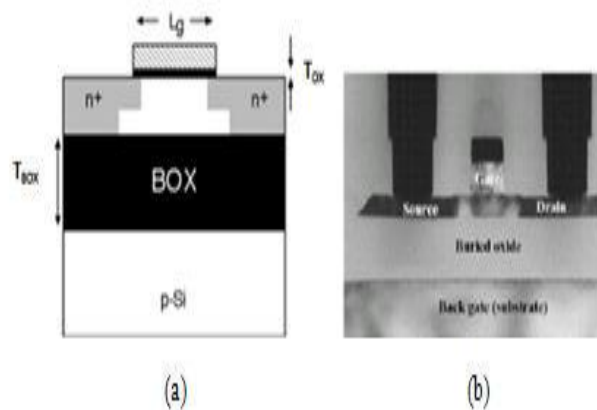 Lg
Tox
n+ n+
TBOX
BOX
p-Si
(a)
Gate
Source Drain
Buried oxide
Back gate (substrate)
(b)